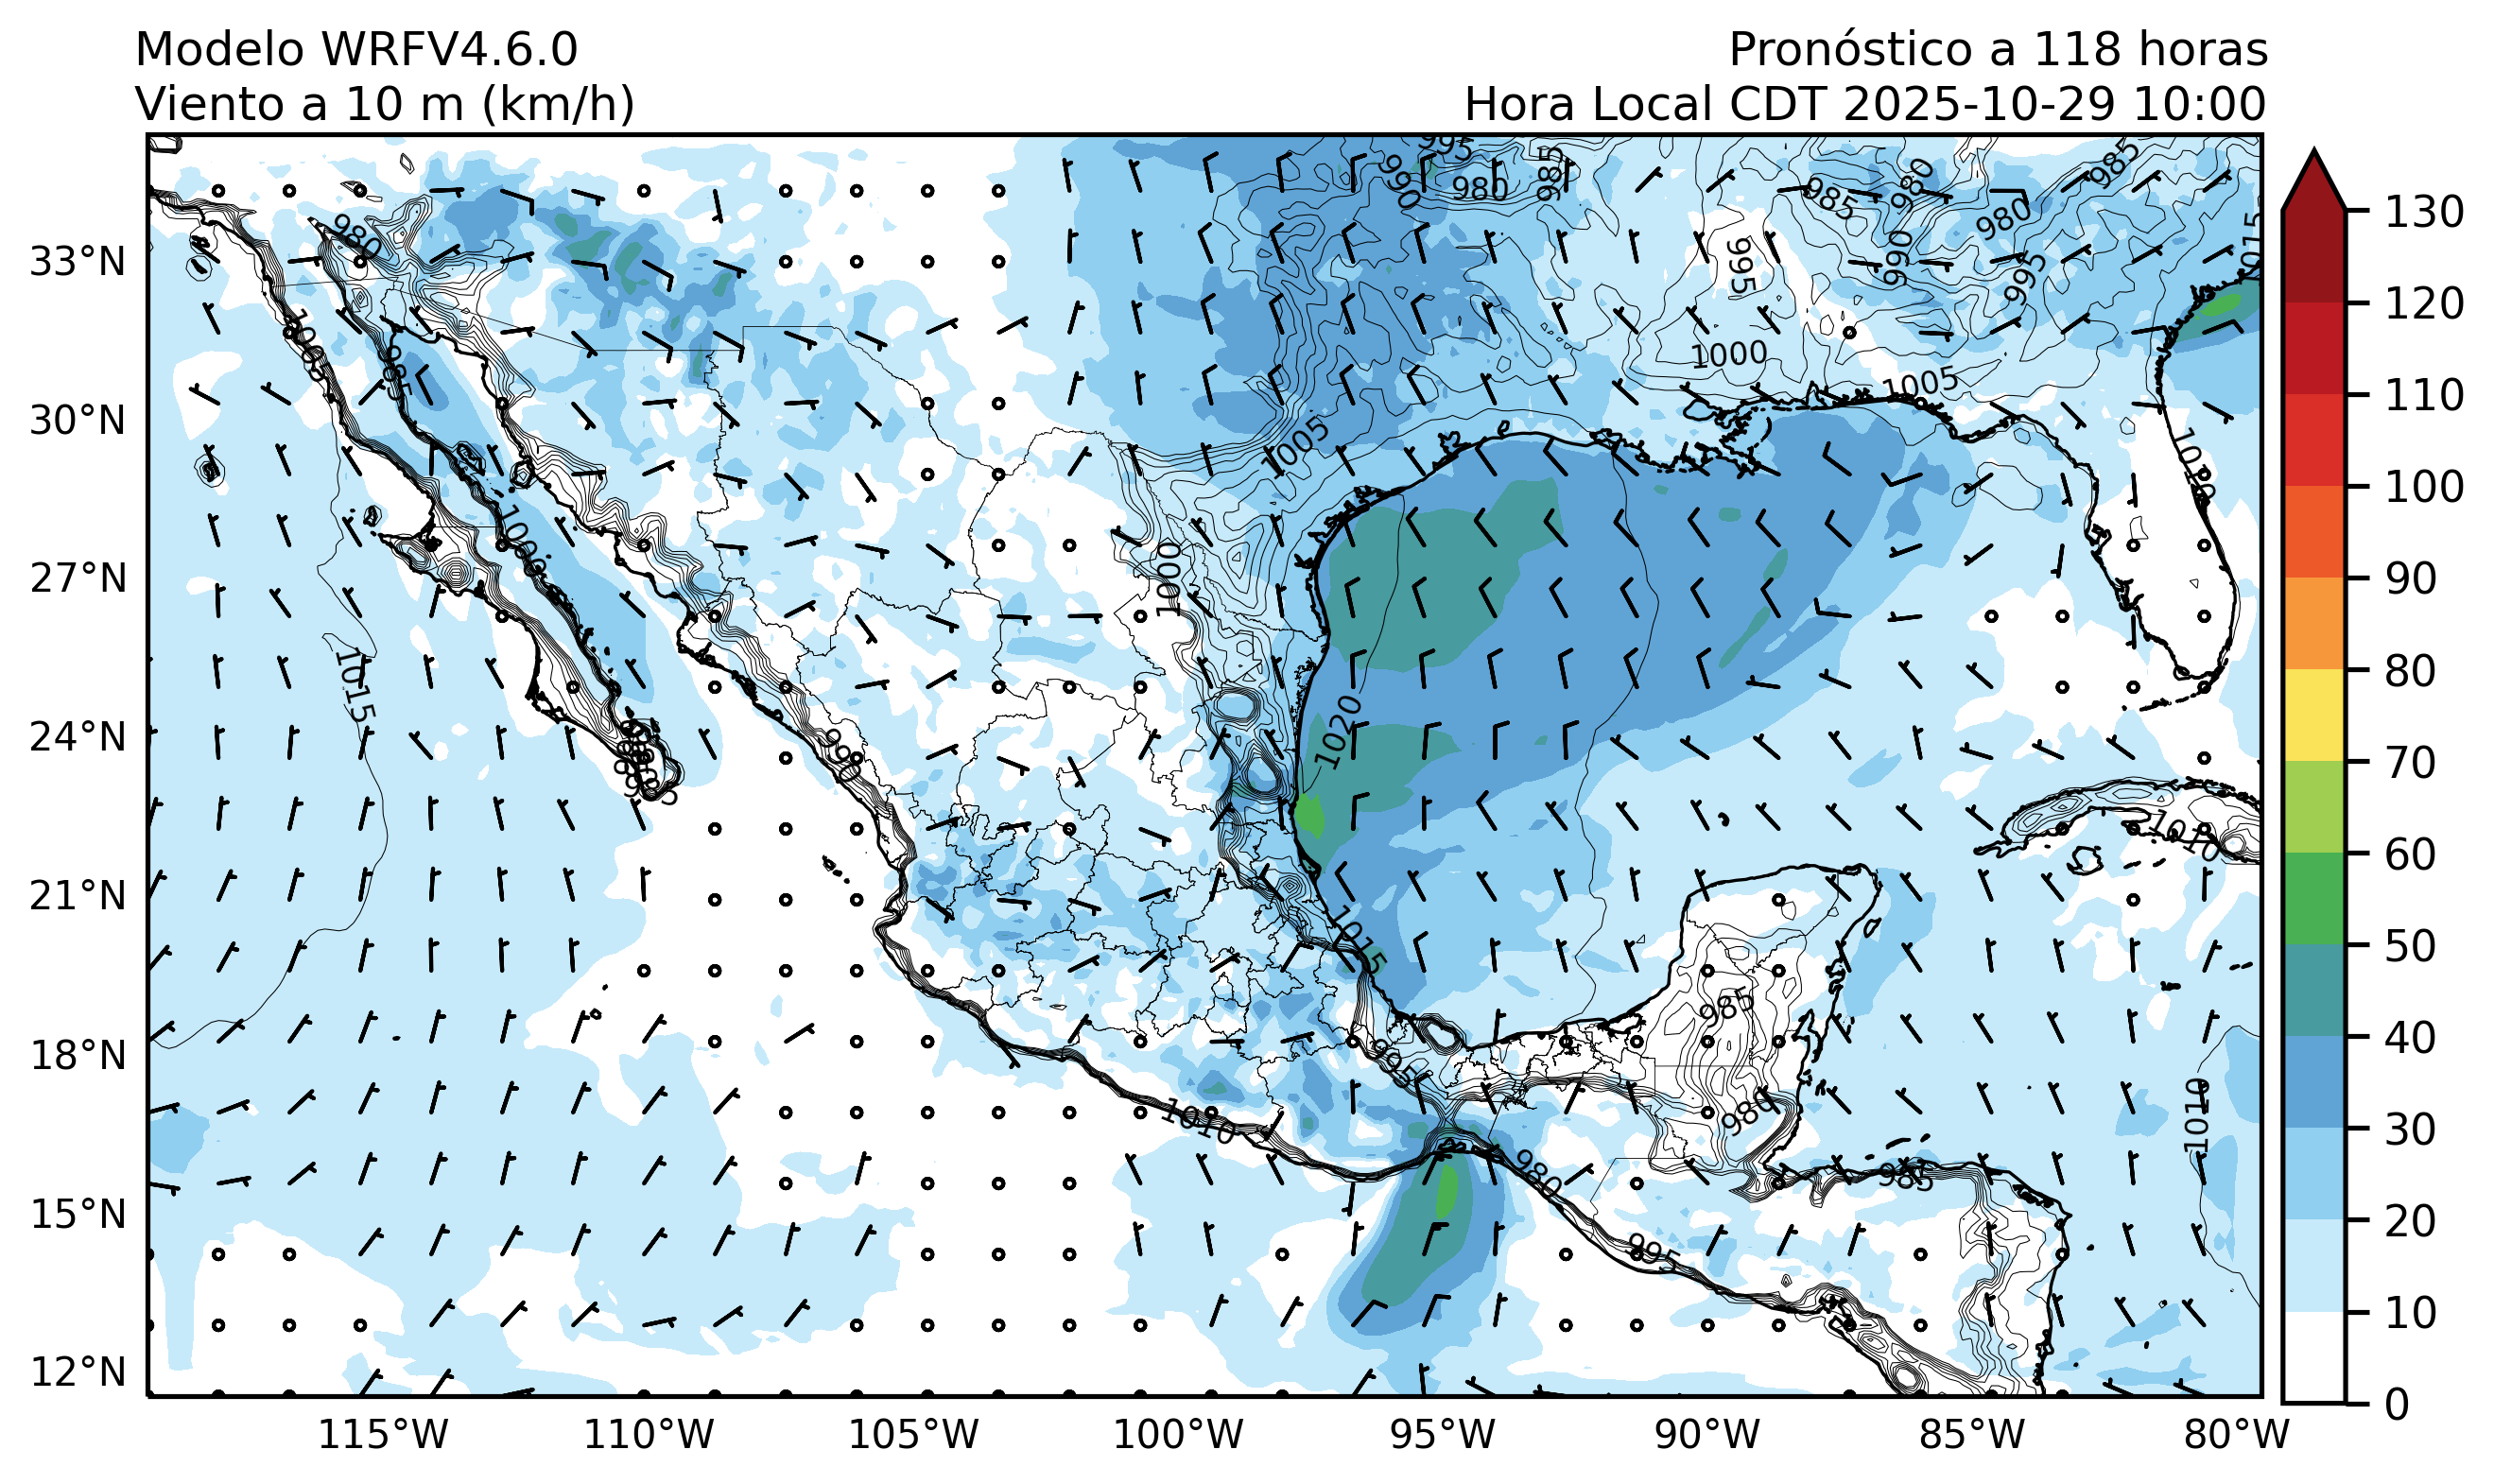 Modelo WRFV4.6.0
Pronóstico a 118 horas
Viento a 10 m (km/h)
Hora Local CDT 2025-10-29 10:00
995
985
990
980
985
980
985
980
980
990
995
995
1015
980
1005
985
1000
1005
1005
1010
1000
1000
1015
1020
990
985
1010
1015
985
995
980
1010
1010
980
985
995
33°N
30°N
27°N
24°N
21°N
18°N
15°N
12°N
115°W
110°W
105°W
100°W
95°W
90°W
85°W
80°W
130
120
110
100
90
80
70
60
50
40
30
20
10
0